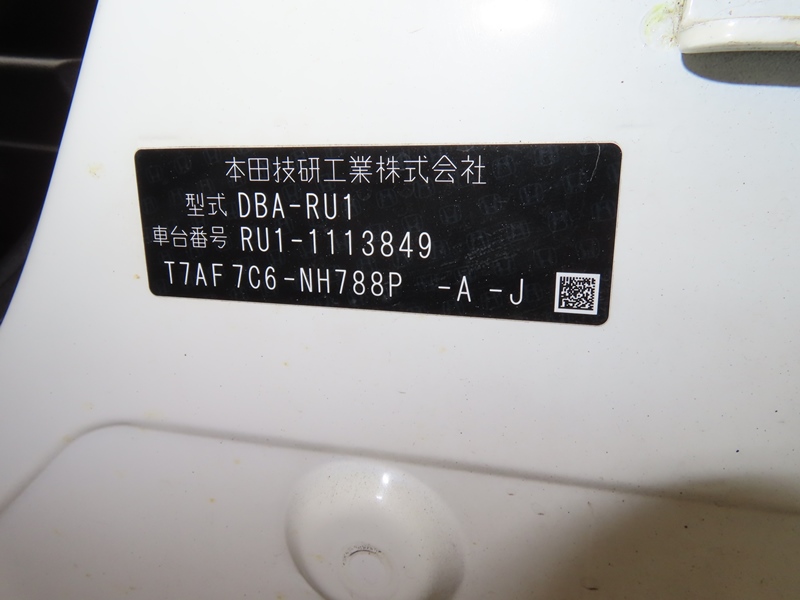 本田技研工業株式会社
型式 DBA-RU1
車台番号 RU1-1113849
T7AF7C6-NH788P -A-J